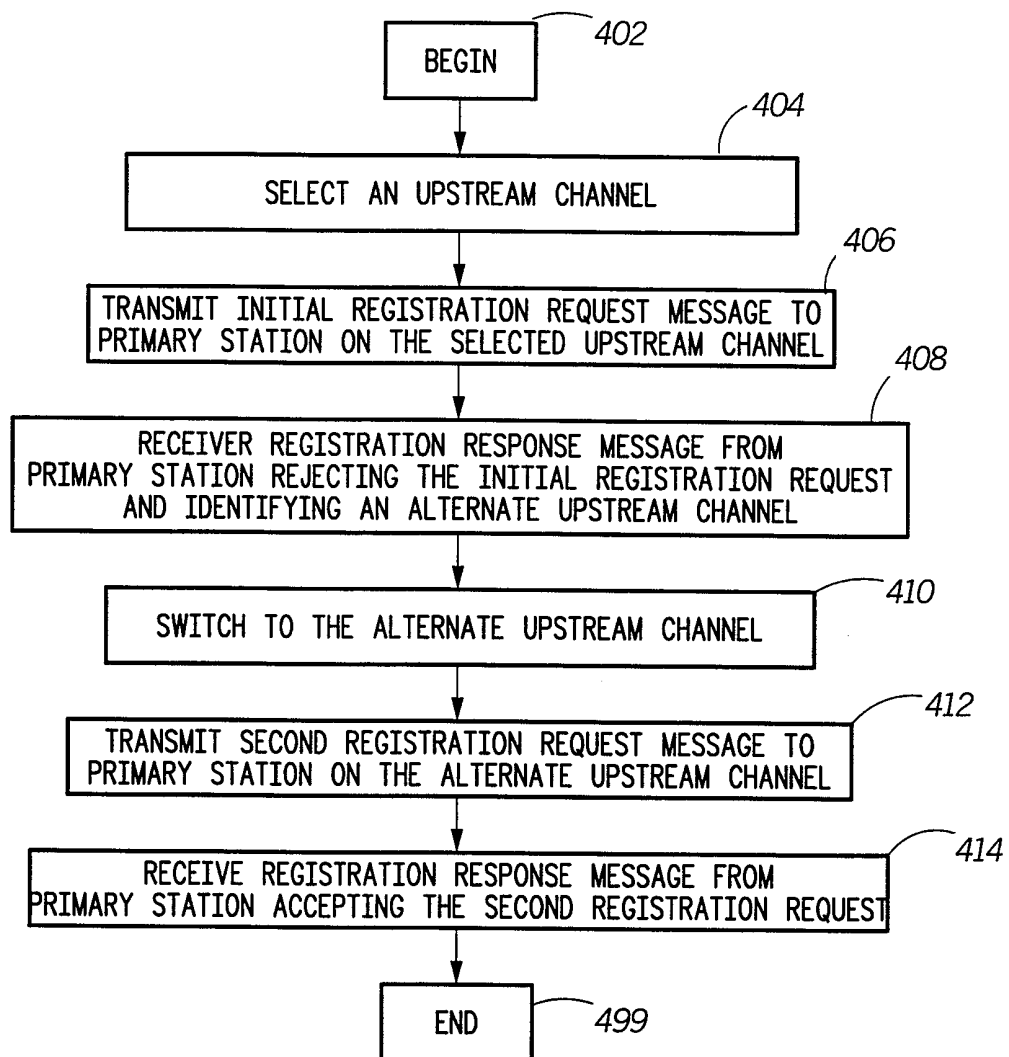 402
BEGIN
404
SELECT AN UPSTREAM CHANNEL
406
TRANSMIT INITIAL REGISTRATION REQUEST MESSAGE TO
PRIMARY STATION ON THE SELECTED UPSTREAM CHANNEL
408
RECEIVER REGISTRATION RESPONSE MESSAGE FROM
PRIMARY STATION REJECTING THE INITIAL REGISTRATION REQUEST
AND IDENTIFYING AN ALTERNATE UPSTREAM CHANNEL
410
SWITCH TO THE ALTERNATE UPSTREAM CHANNEL
412
TRANSMIT SECOND REGISTRATION REQUEST MESSAGE TO
PRIMARY STATION ON THE ALTERNATE UPSTREAM CHANNEL
414
RECEIVE REGISTRATION RESPONSE MESSAGE FROM
PRIMARY STATION ACCEPTING THE SECOND REGISTRATION REQUEST
END
499